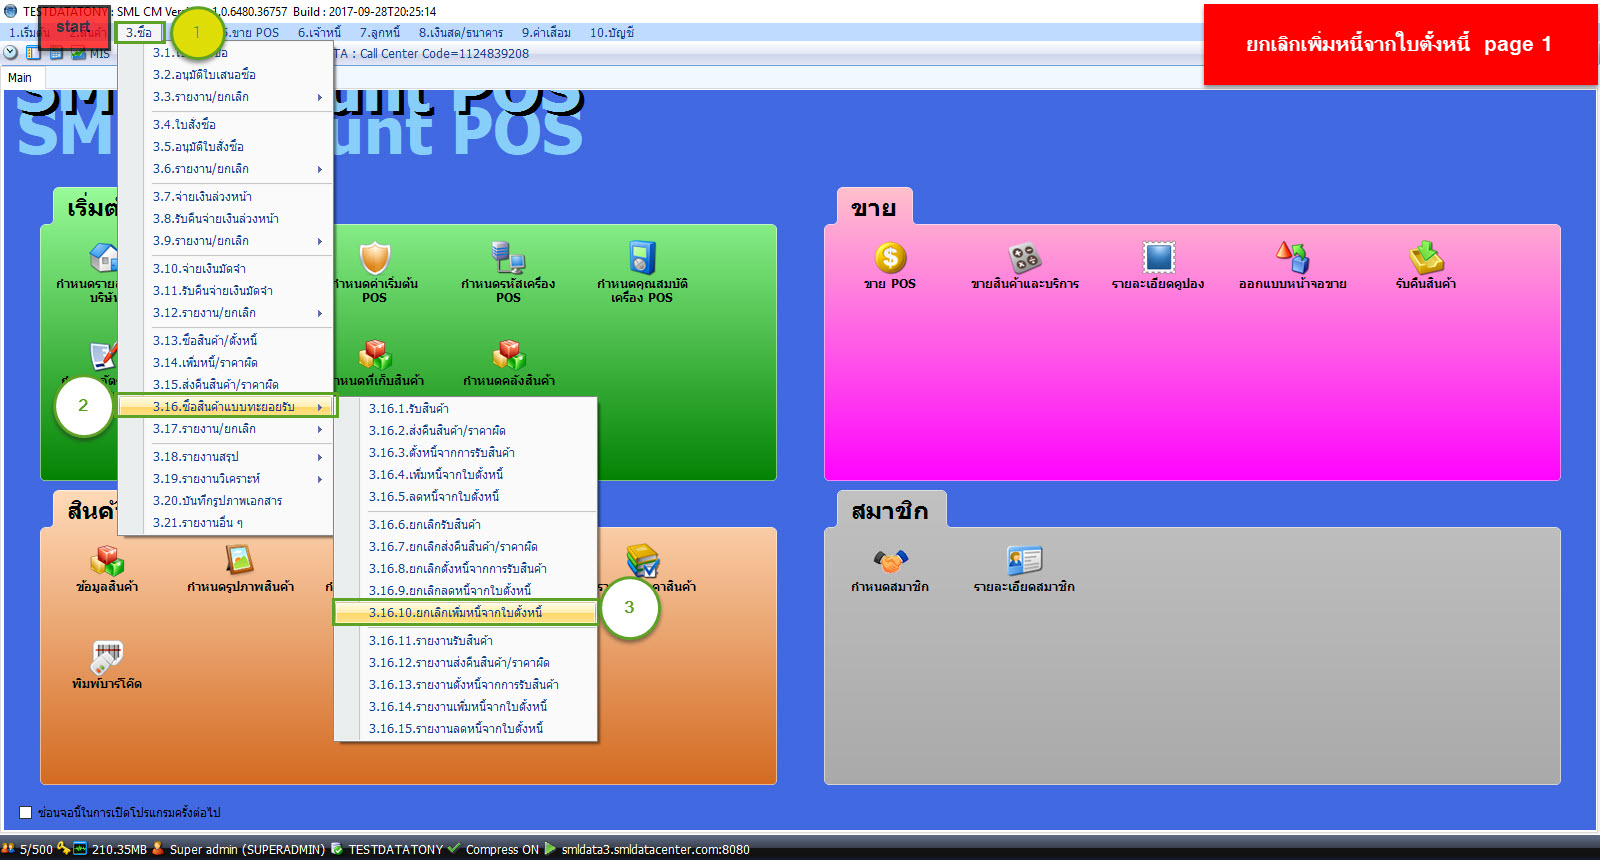 TESTDATATONY : SML CM Ver 1.0.6480.36757 Build : 2017-09-28T20:25:14
start
1.เริ่มต้น 2.สินค้า 3.ซื้อ 1 5.ขาย POS 6.เจ้าหนี้ 7.ลูกหนี้ 8.เงินสด/ธนาคาร 9.ค่าเสื่อม 10.บัญชี
MIS TA : Call Center Code=1124839208
ยกเลิกเพิ่มหนี้จากใบตั้งหนี้ page 1
Main
3.2.อนุมัติใบเสนอซื้อ
3.3.รายงาน/ยกเลิก
3.4.ใบสั่งซื้อ
3.5.อนุมัติใบสั่งซื้อ
3.6.รายงาน/ยกเลิก
3.7.จ่ายเงินล่วงหน้า
3.8.รับคืนจ่ายเงินล่วงหน้า
3.9.รายงาน/ยกเลิก
3.10.จ่ายเงินมัดจำ
3.11.รับคืนจ่ายเงินมัดจำ
3.12.รายงาน/ยกเลิก
3.13.ซื้อสินค้า/ตั้งหนี้
3.14.เพิ่มหนี้/ราคาผิด
3.15.ส่งคืนสินค้า/ราคาผิด
2
3.16.ซื้อสินค้าแบบทะยอยรับ
3.17.รายงาน/ยกเลิก
3.18.รายงานสรุป
3.19.รายงานวิเคราะห์
3.20.บันทึกรูปภาพเอกสาร
3.21.รายงานอื่น ๆ
3.16.1.รับสินค้า
3.16.2.ส่งคืนสินค้า/ราคาผิด
3.16.3.ตั้งหนี้จากการรับสินค้า
3.16.4.เพิ่มหนี้จากใบตั้งหนี้
3.16.5.ลดหนี้จากใบตั้งหนี้
3.16.6.ยกเลิกรับสินค้า
3.16.7.ยกเลิกส่งคืนสินค้า/ราคาผิด
3.16.8.ยกเลิกตั้งหนี้จากการรับสินค้า
3.16.9.ยกเลิกลดหนี้จากใบตั้งหนี้
3.16.10.ยกเลิกเพิ่มหนี้จากใบตั้งหนี้
3
3.16.11.รายงานรับสินค้า
3.16.12.รายงานส่งคืนสินค้า/ราคาผิด
3.16.13.รายงานตั้งหนี้จากการรับสินค้า
3.16.14.รายงานเพิ่มหนี้จากใบตั้งหนี้
3.16.15.รายงานลดหนี้จากใบตั้งหนี้
SM unt POS
เริ่มต้
กำหนดราย บริษั
กำหนดค่าเริ่มต้น
POS
กำหนดรหัสเครื่อง
POS
กำหนดคุณสมบัติ
เครื่อง POS
กำหนดที่เก็บสินค้า
กำหนดคลังสินค้า
ขาย
ขาย POS
ขายสินค้าและบริการ
รายละเอียดคูปอง
ออกแบบหน้าจอขาย
รับคืนสินค้า
สินค้
ข้อมูลสินค้า
กำหนดรูปภาพสินค้า
คาสินค้า
พิมพ์บาร์โค๊ด
สมาชิก
กำหนดสมาชิก
รายละเอียดสมาชิก
ซ่อนจอนี้ในการเปิดโปรแกรมครั้งต่อไป
5/500 210.35MB Super admin (SUPERADMIN) TESTDATATONY Compress ON smldata3.smldatacenter.com:8080